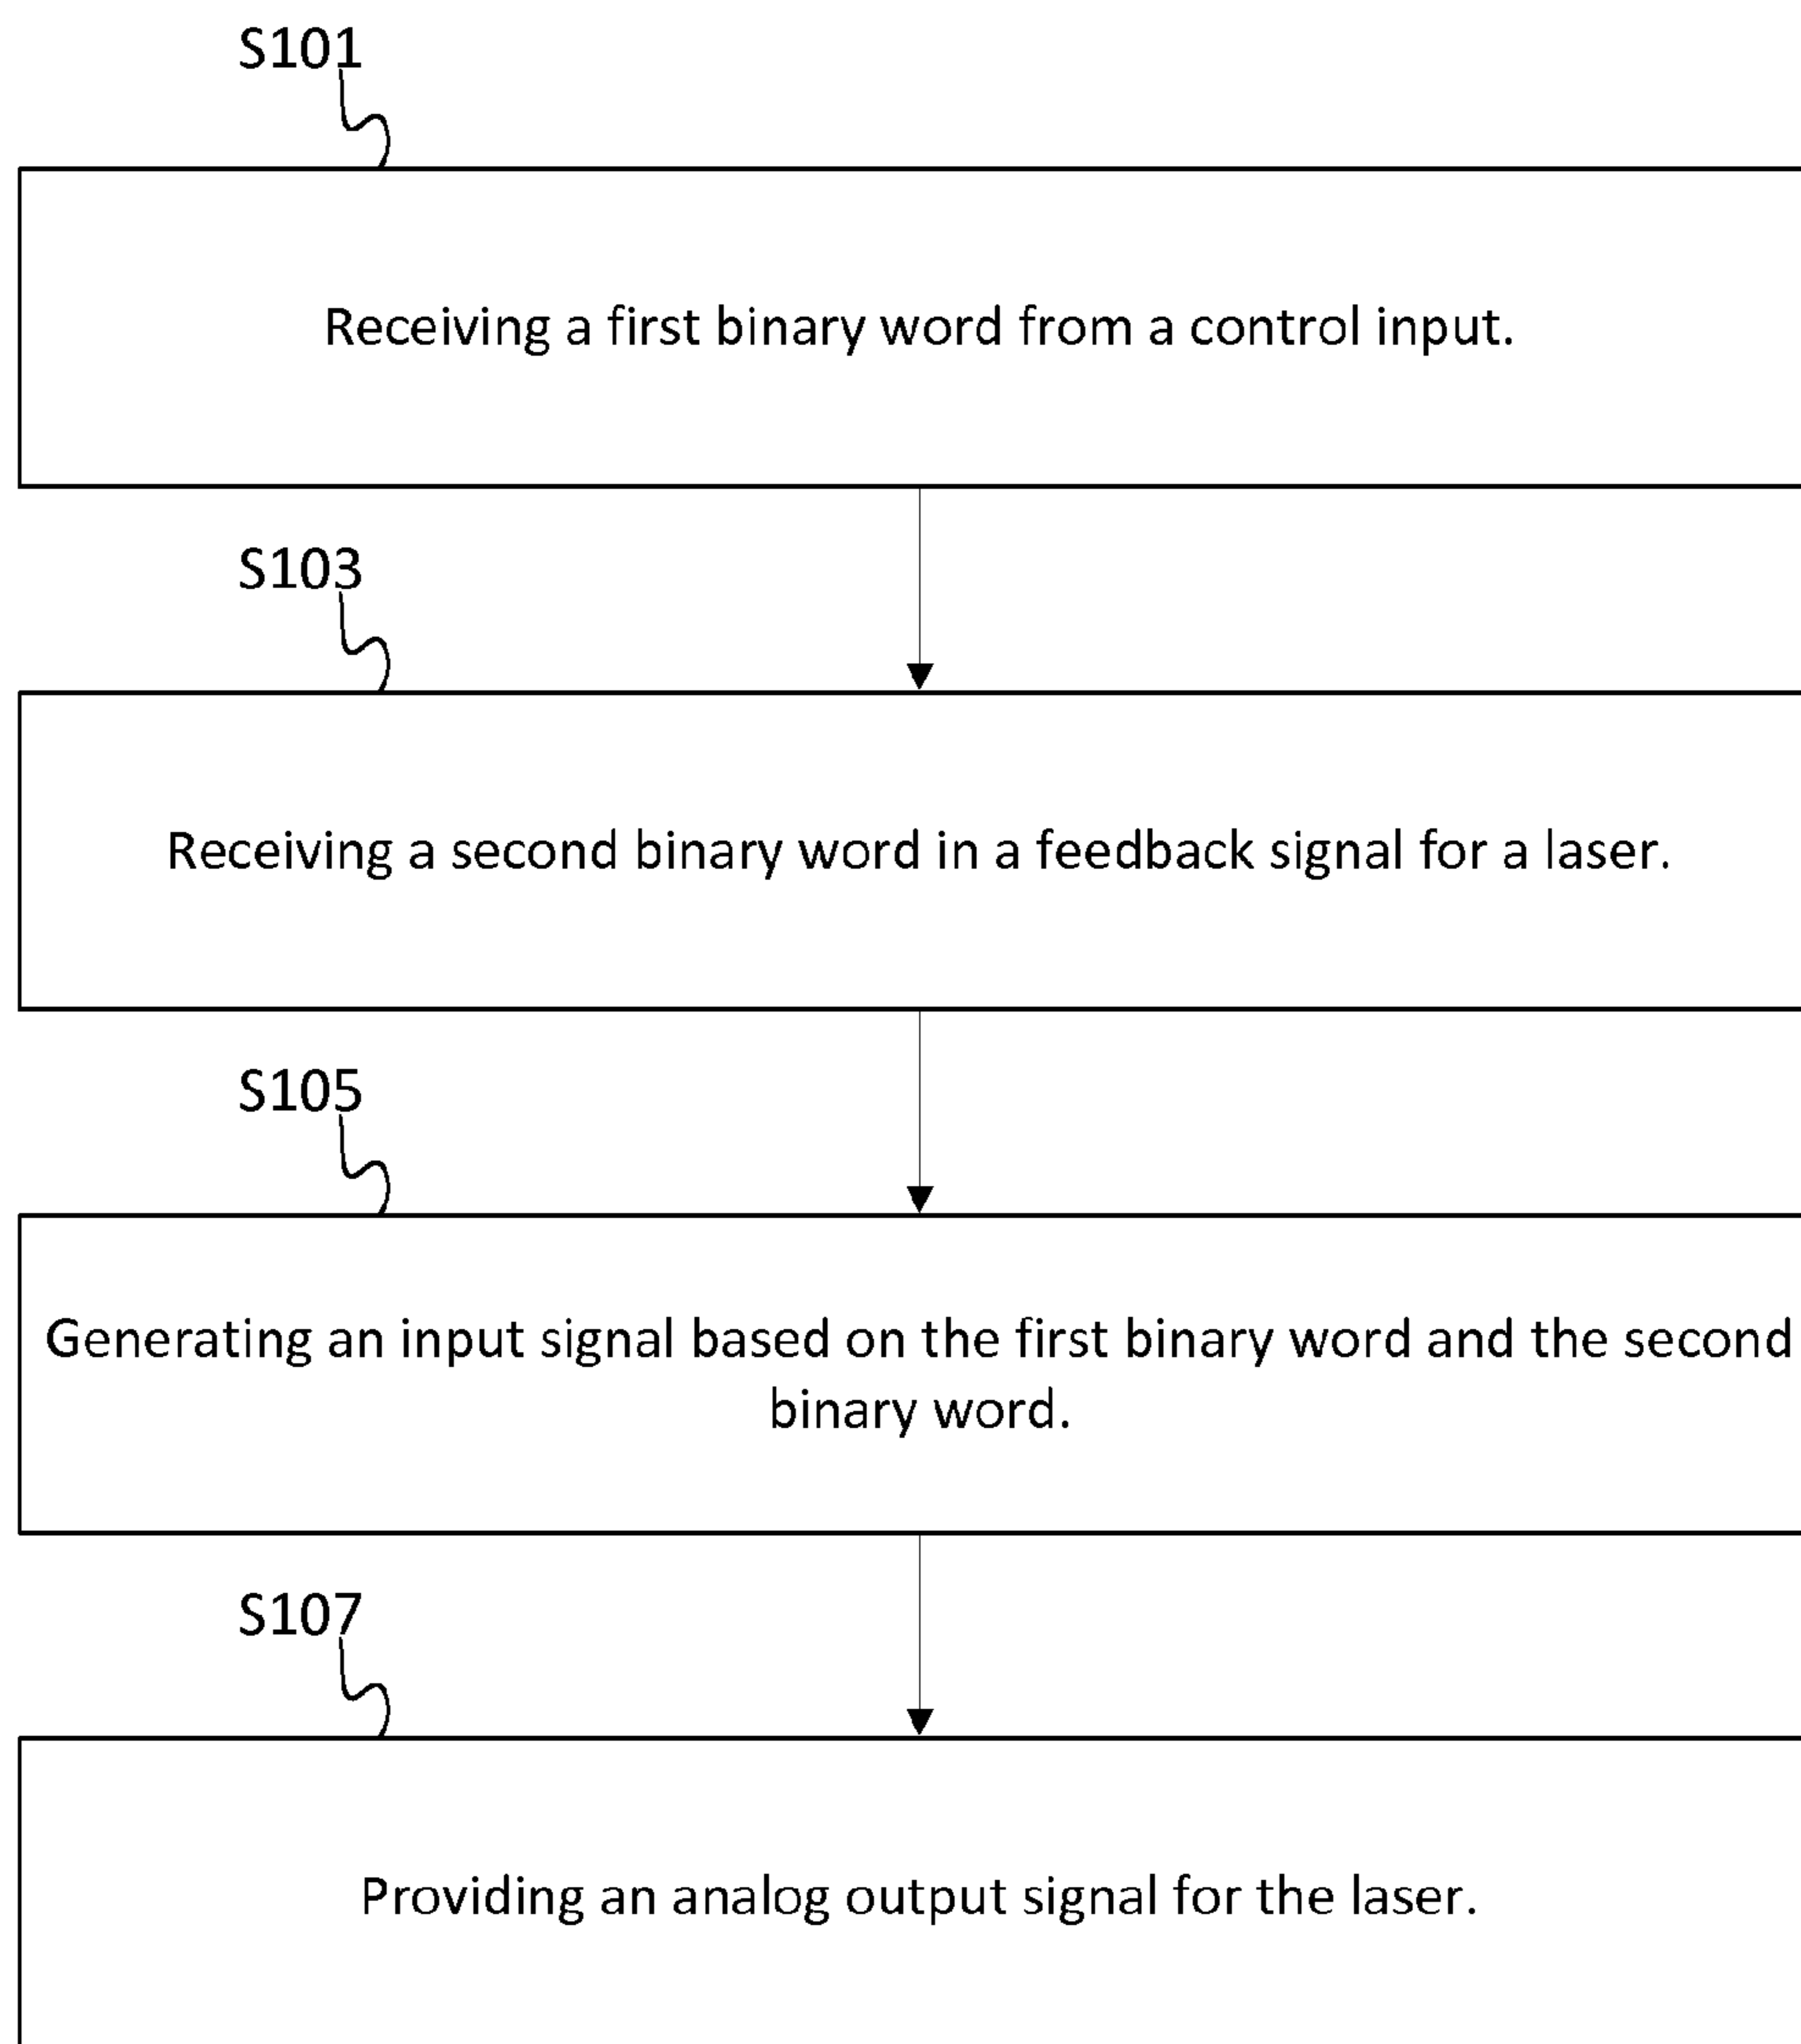 S101
Receiving a first binary word from a control input.
S103
Receiving a second binary word in a feedback signal for a laser.
S105
Generating an input signal based on the first binary word and the second
binary word.
S107
Providing an analog output signal for the laser.